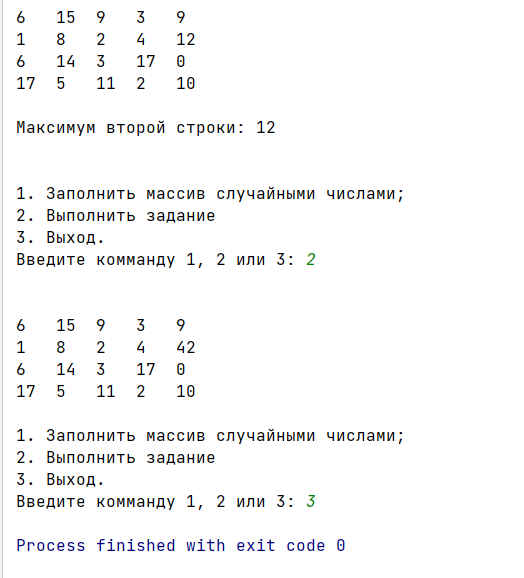 6 15 9 3 9
1 8 2 4 12
6 14 3 17 0
17 5 11 2 10
Максимум второй строки: 12
1. Заполнить массив случайными числами;
2. Выполнить задание
3. Выход.
Введите комманду 1, 2 или 3: 2
6 15 9 3 9
1 8 2 4 42
6 14 3 17 0
17 5 11 2 10
1. Заполнить массив случайными числами;
2. Выполнить задание
3. Выход.
Введите комманду 1, 2 или 3: 3
Process finished with exit code 0